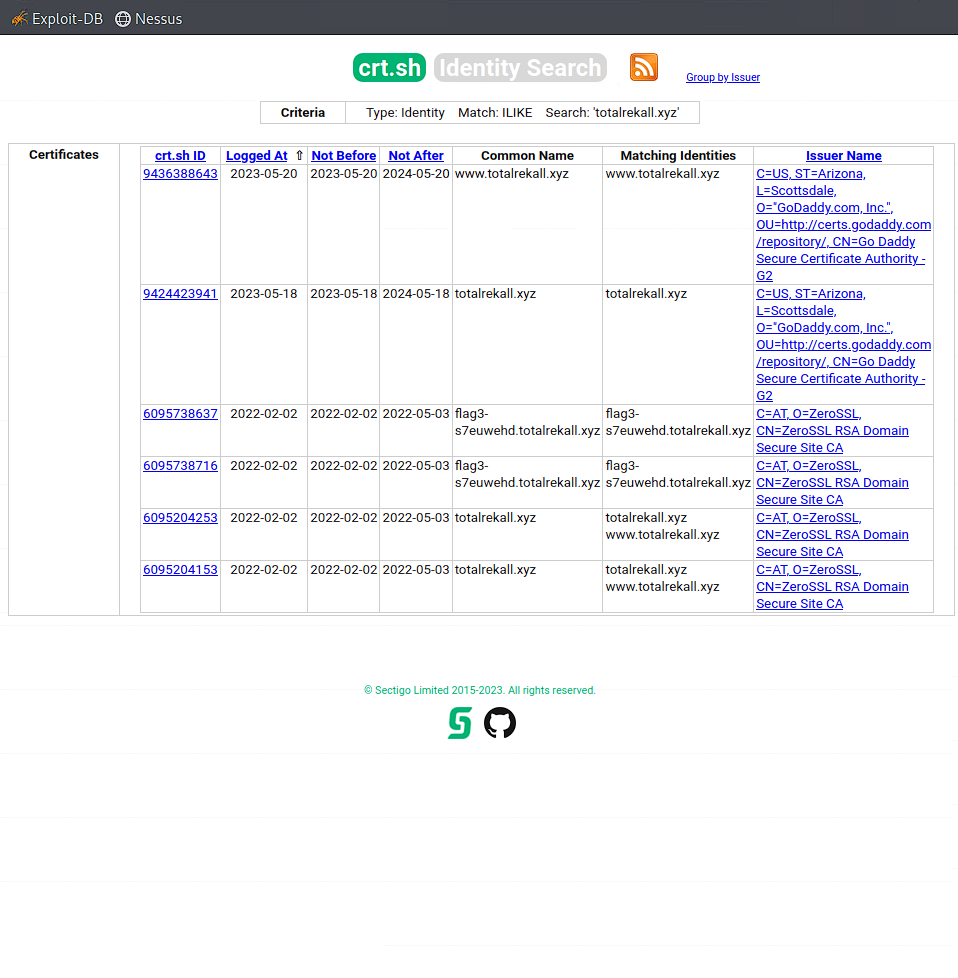 Exploit-DB Nessus
crt.sh Identity Search Group by Issuer
Criteria Type: Identity Match: ILIKE Search: 'totalrekall.xyz'
Certificates crt.sh ID Logged At ⇧ Not Before Not After Common Name Matching Identities Issuer Name
9436388643 2023-05-20 2023-05-20 2024-05-20 www.totalrekall.xyz www.totalrekall.xyz C=US, ST=Arizona,
L=Scottsdale,
O="GoDaddy.com, Inc.",
OU=http://certs.godaddy.com
/repository/, CN=Go Daddy
Secure Certificate Authority -
G2
9424423941 2023-05-18 2023-05-18 2024-05-18 totalrekall.xyz totalrekall.xyz C=US, ST=Arizona,
L=Scottsdale,
O="GoDaddy.com, Inc.",
OU=http://certs.godaddy.com
/repository/, CN=Go Daddy
Secure Certificate Authority -
G2
6095738637 2022-02-02 2022-02-02 2022-05-03 flag3- flag3- C=AT, O=ZeroSSL,
s7euwehd.totalrekall.xyz s7euwehd.totalrekall.xyz CN=ZeroSSL RSA Domain
Secure Site CA
6095738716 2022-02-02 2022-02-02 2022-05-03 flag3- flag3- C=AT, O=ZeroSSL,
s7euwehd.totalrekall.xyz s7euwehd.totalrekall.xyz CN=ZeroSSL RSA Domain
Secure Site CA
6095204253 2022-02-02 2022-02-02 2022-05-03 totalrekall.xyz totalrekall.xyz C=AT, O=ZeroSSL,
www.totalrekall.xyz CN=ZeroSSL RSA Domain
Secure Site CA
6095204153 2022-02-02 2022-02-02 2022-05-03 totalrekall.xyz totalrekall.xyz C=AT, O=ZeroSSL,
www.totalrekall.xyz CN=ZeroSSL RSA Domain
Secure Site CA
© Sectigo Limited 2015-2023. All rights reserved.